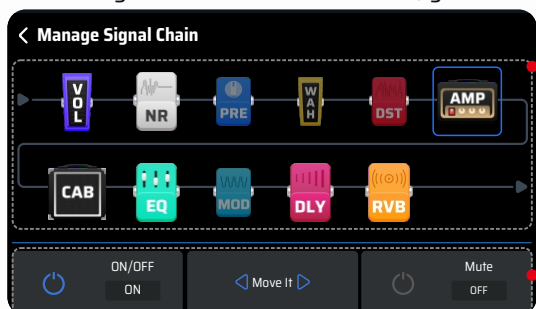 Manage Signal Chain
VOL
NR
PRE
WAH
DST
AMP
CAB
EQ
MOD
DLY
RVB
ON/OFF
ON
Move It
Mute
OFF